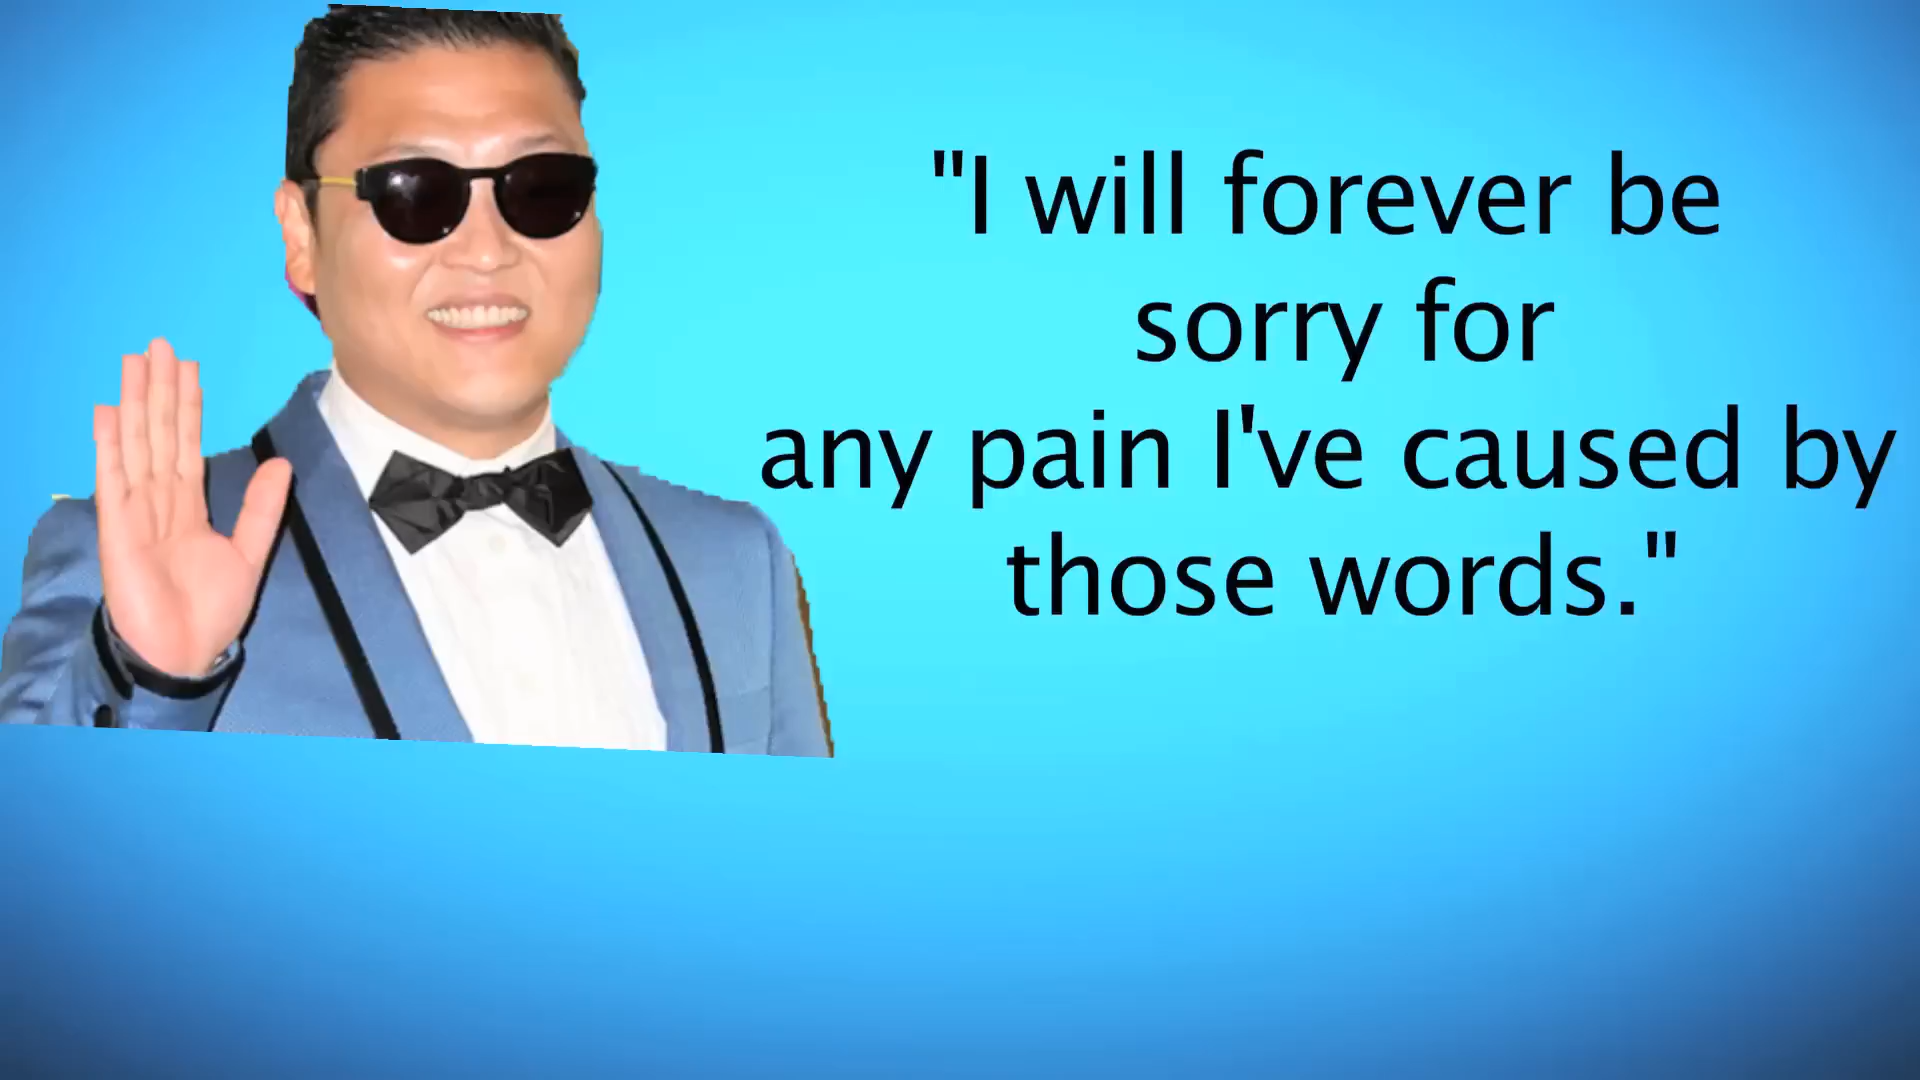 "I will forever be
sorry for
any pain I've caused by
those words."